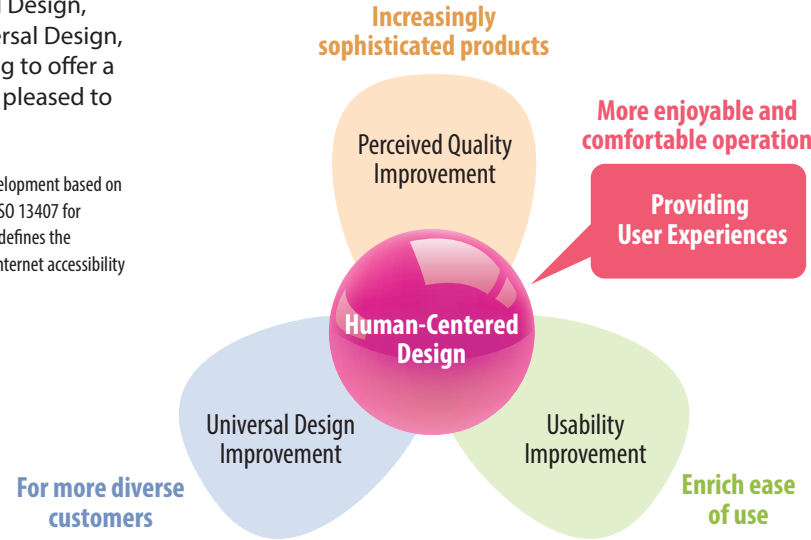 Design,
rsal Design,
g to offer a
pleased to
elopment based on
SO 13407 for
defines the
nternet accessibility
Increasingly
sophisticated products
Perceived Quality
Improvement
More enjoyable and
comfortable operation
Providing
User Experiences
Human-Centered
Design
Universal Design
Improvement
Usability
Improvement
For more diverse
customers
Enrich ease
of use